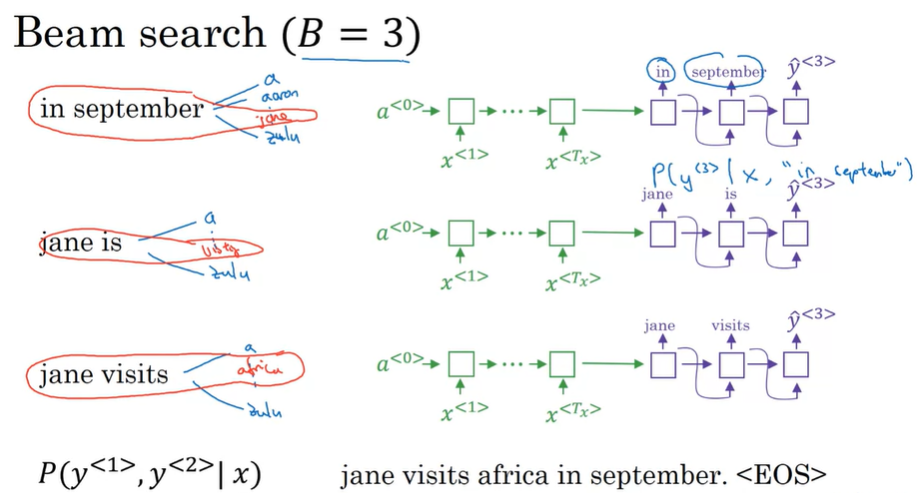 Beam search (B = 3)
in september
a
aaron
jane
zulu
a<0>
x<1>
...
x<Tx>
in
september
ŷ<3>
P(y<3> | x, "in september")
jane is
a
visits
zulu
a<0>
x<1>
...
x<Tx>
jane
is
ŷ<3>
jane visits
a
africa
zulu
a<0>
x<1>
...
x<Tx>
jane
visits
ŷ<3>
P(y<1>, y<2> | x)
jane visits africa in september. <EOS>